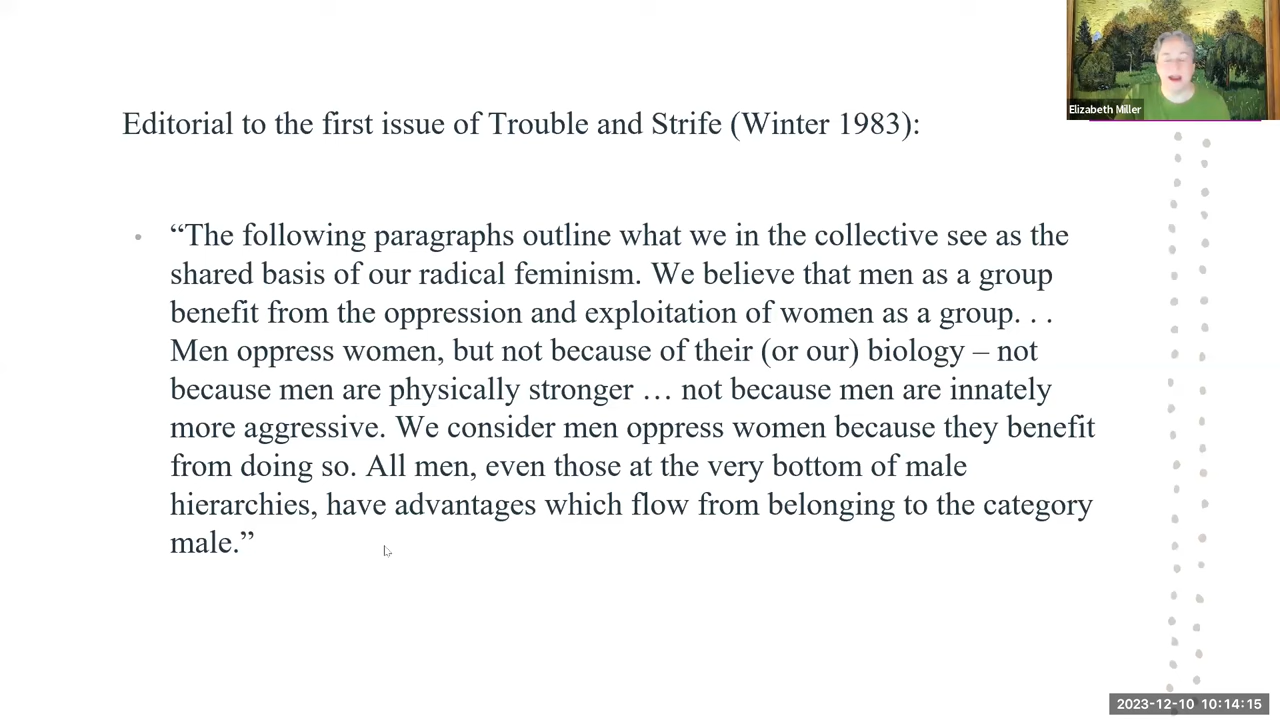 Elizabeth Miller
Editorial to the first issue of Trouble and Strife (Winter 1983):
• “The following paragraphs outline what we in the collective see as the
shared basis of our radical feminism. We believe that men as a group
benefit from the oppression and exploitation of women as a group. . .
Men oppress women, but not because of their (or our) biology – not
because men are physically stronger … not because men are innately
more aggressive. We consider men oppress women because they benefit
from doing so. All men, even those at the very bottom of male
hierarchies, have advantages which flow from belonging to the category
male.”
2023-12-10 10:14:15